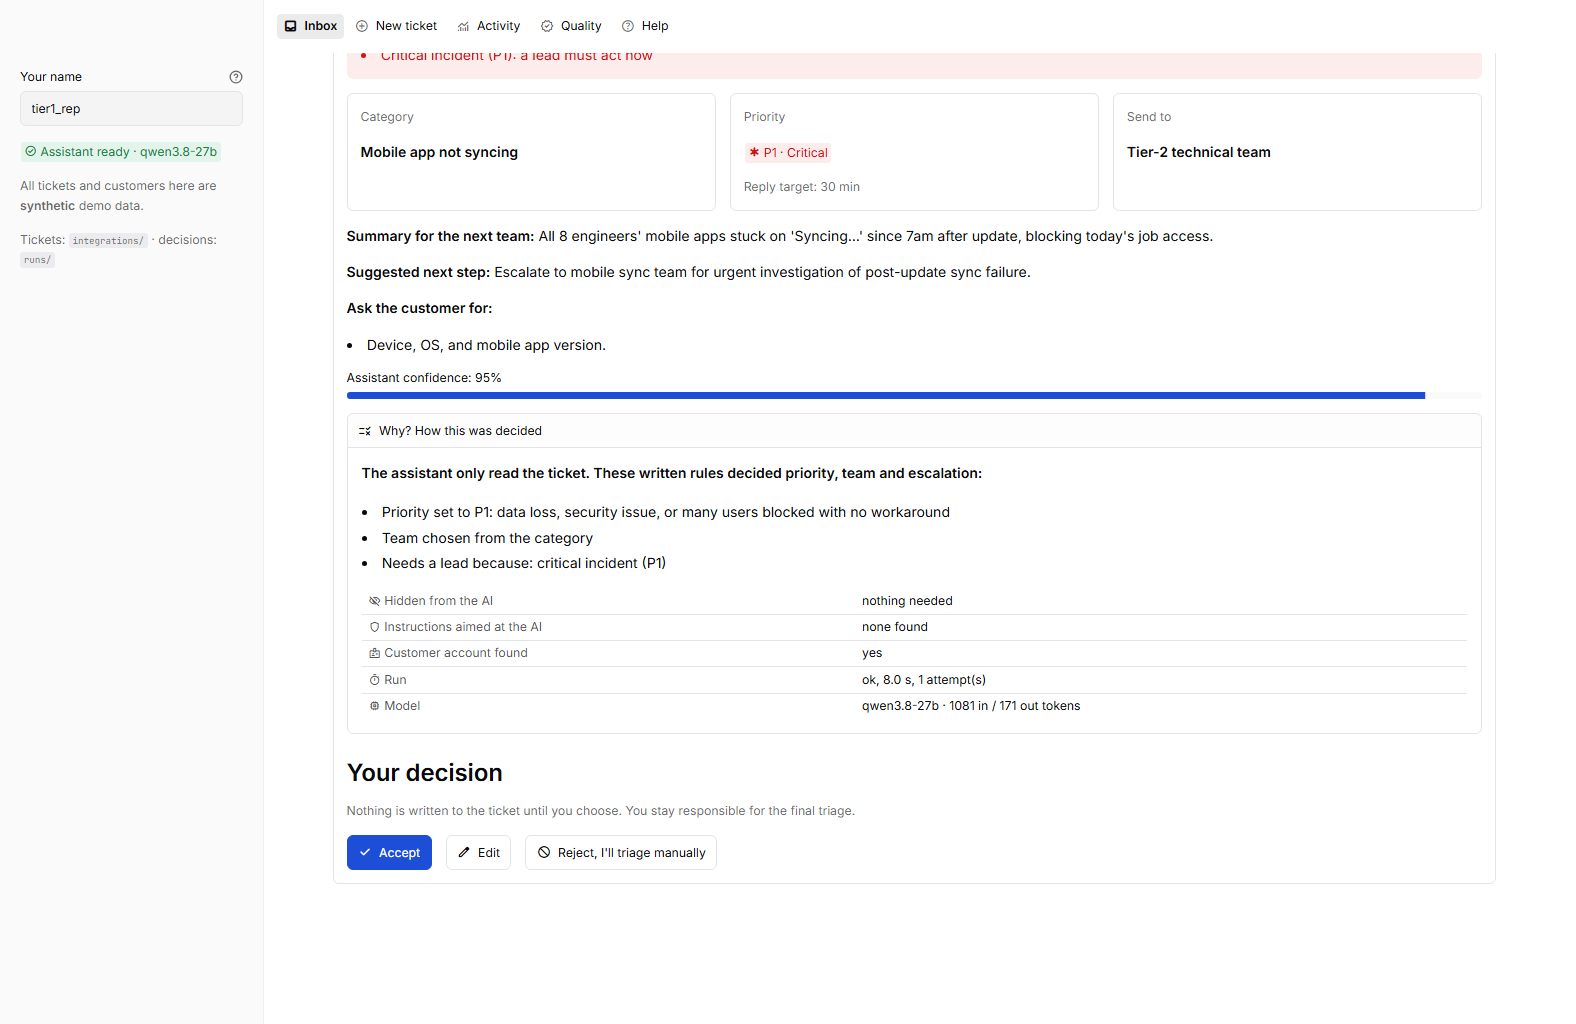 Inbox
New ticket
Activity
Quality
Help
Your name
tier1_rep
Assistant ready · qwen3.8-27b
All tickets and customers here are
synthetic demo data.
Tickets: integrations/ · decisions:
runs/
Critical incident (P1): a lead must act now
Category
Mobile app not syncing
Priority
P1 · Critical
Reply target: 30 min
Send to
Tier-2 technical team
Summary for the next team: All 8 engineers' mobile apps stuck on 'Syncing...' since 7am after update, blocking today's job access.
Suggested next step: Escalate to mobile sync team for urgent investigation of post-update sync failure.
Ask the customer for:
• Device, OS, and mobile app version.
Assistant confidence: 95%
Why? How this was decided
The assistant only read the ticket. These written rules decided priority, team and escalation:
• Priority set to P1: data loss, security issue, or many users blocked with no workaround
• Team chosen from the category
• Needs a lead because: critical incident (P1)
Hidden from the AI nothing needed
Instructions aimed at the AI none found
Customer account found yes
Run ok, 8.0 s, 1 attempt(s)
Model qwen3.8-27b · 1081 in / 171 out tokens
Your decision
Nothing is written to the ticket until you choose. You stay responsible for the final triage.
Accept
Edit
Reject, I'll triage manually